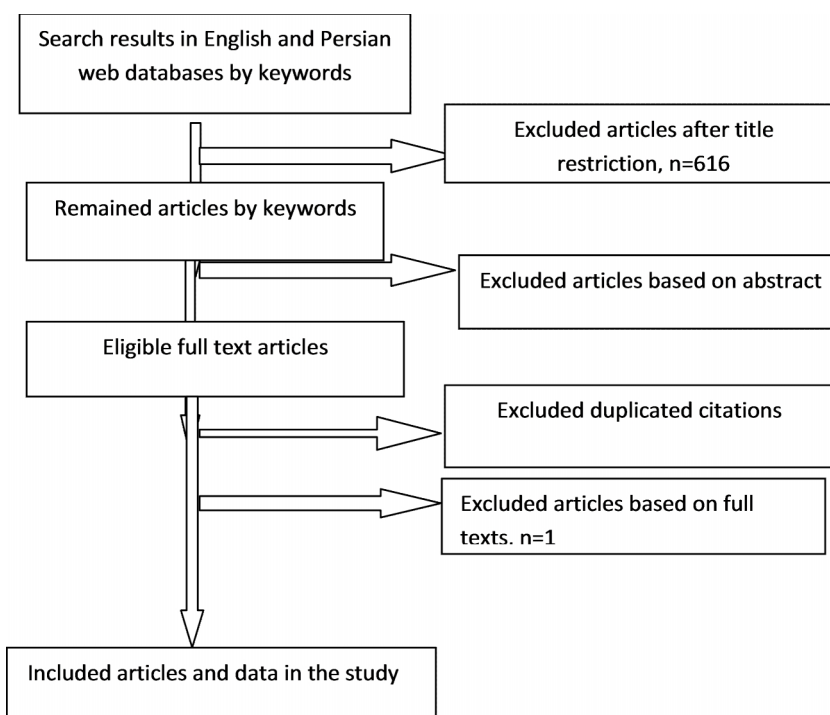 Search results in English and Persian
web databases by keywords
Excluded articles after title
restriction, n=616
Remained articles by keywords
Excluded articles based on abstract
Eligible full text articles
Excluded duplicated citations
Excluded articles based on full
texts. n=1
Included articles and data in the study